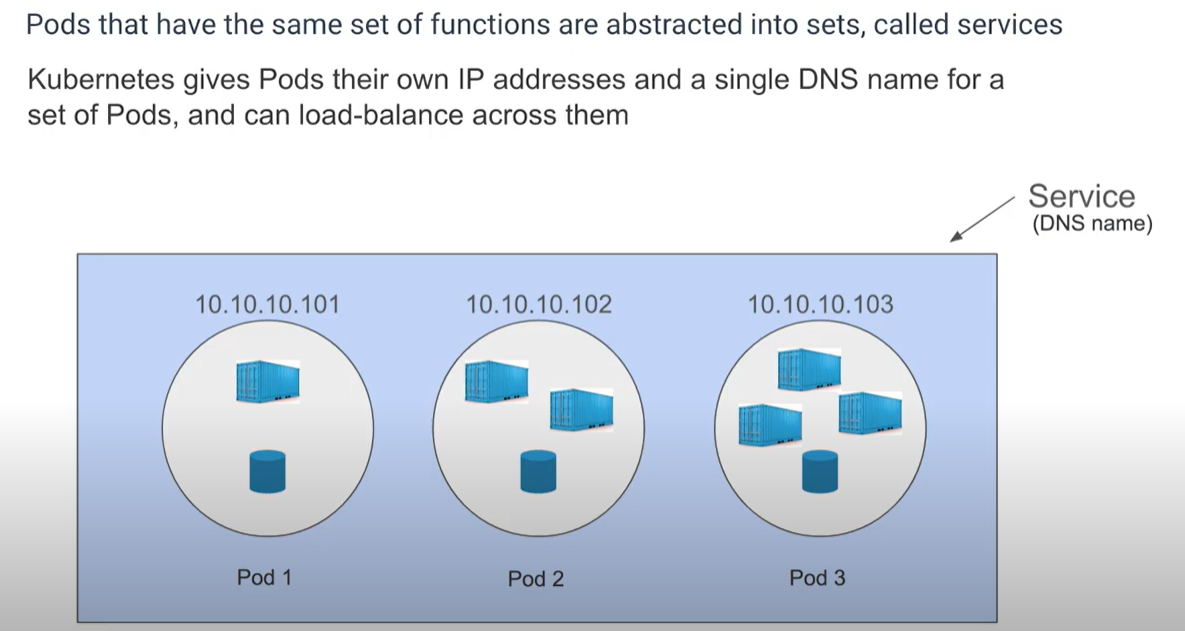 Pods that have the same set of functions are abstracted into sets, called services
Kubernetes gives Pods their own IP addresses and a single DNS name for a
set of Pods, and can load-balance across them
Service
(DNS name)
10.10.10.101
10.10.10.102
10.10.10.103
Pod 1
Pod 2
Pod 3